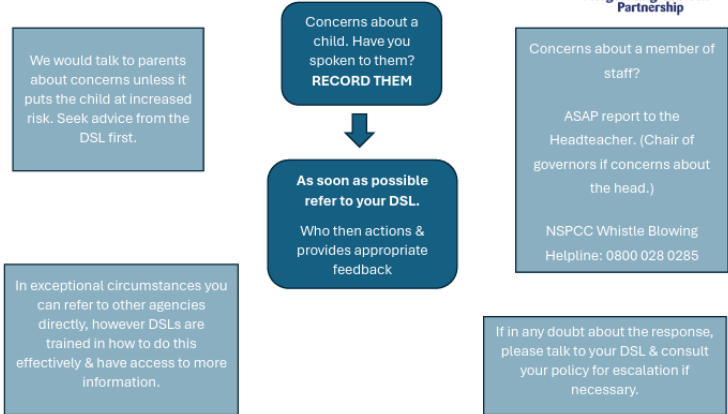 Partnership
Concerns about a
child. Have you
spoken to them?
RECORD THEM
We would talk to parents
about concerns unless it
puts the child at increased
risk. Seek advice from the
DSL first.
Concerns about a member of
staff?
ASAP report to the
Headteacher. (Chair of
governors if concerns about
the head.)
NSPCC Whistle Blowing
Helpline: 0800 028 0285
As soon as possible
refer to your DSL.
Who then actions &
provides appropriate
feedback
In exceptional circumstances you
can refer to other agencies
directly, however DSLs are
trained in how to do this
effectively & have access to more
information.
If in any doubt about the response,
please talk to your DSL & consult
your policy for escalation if
necessary.